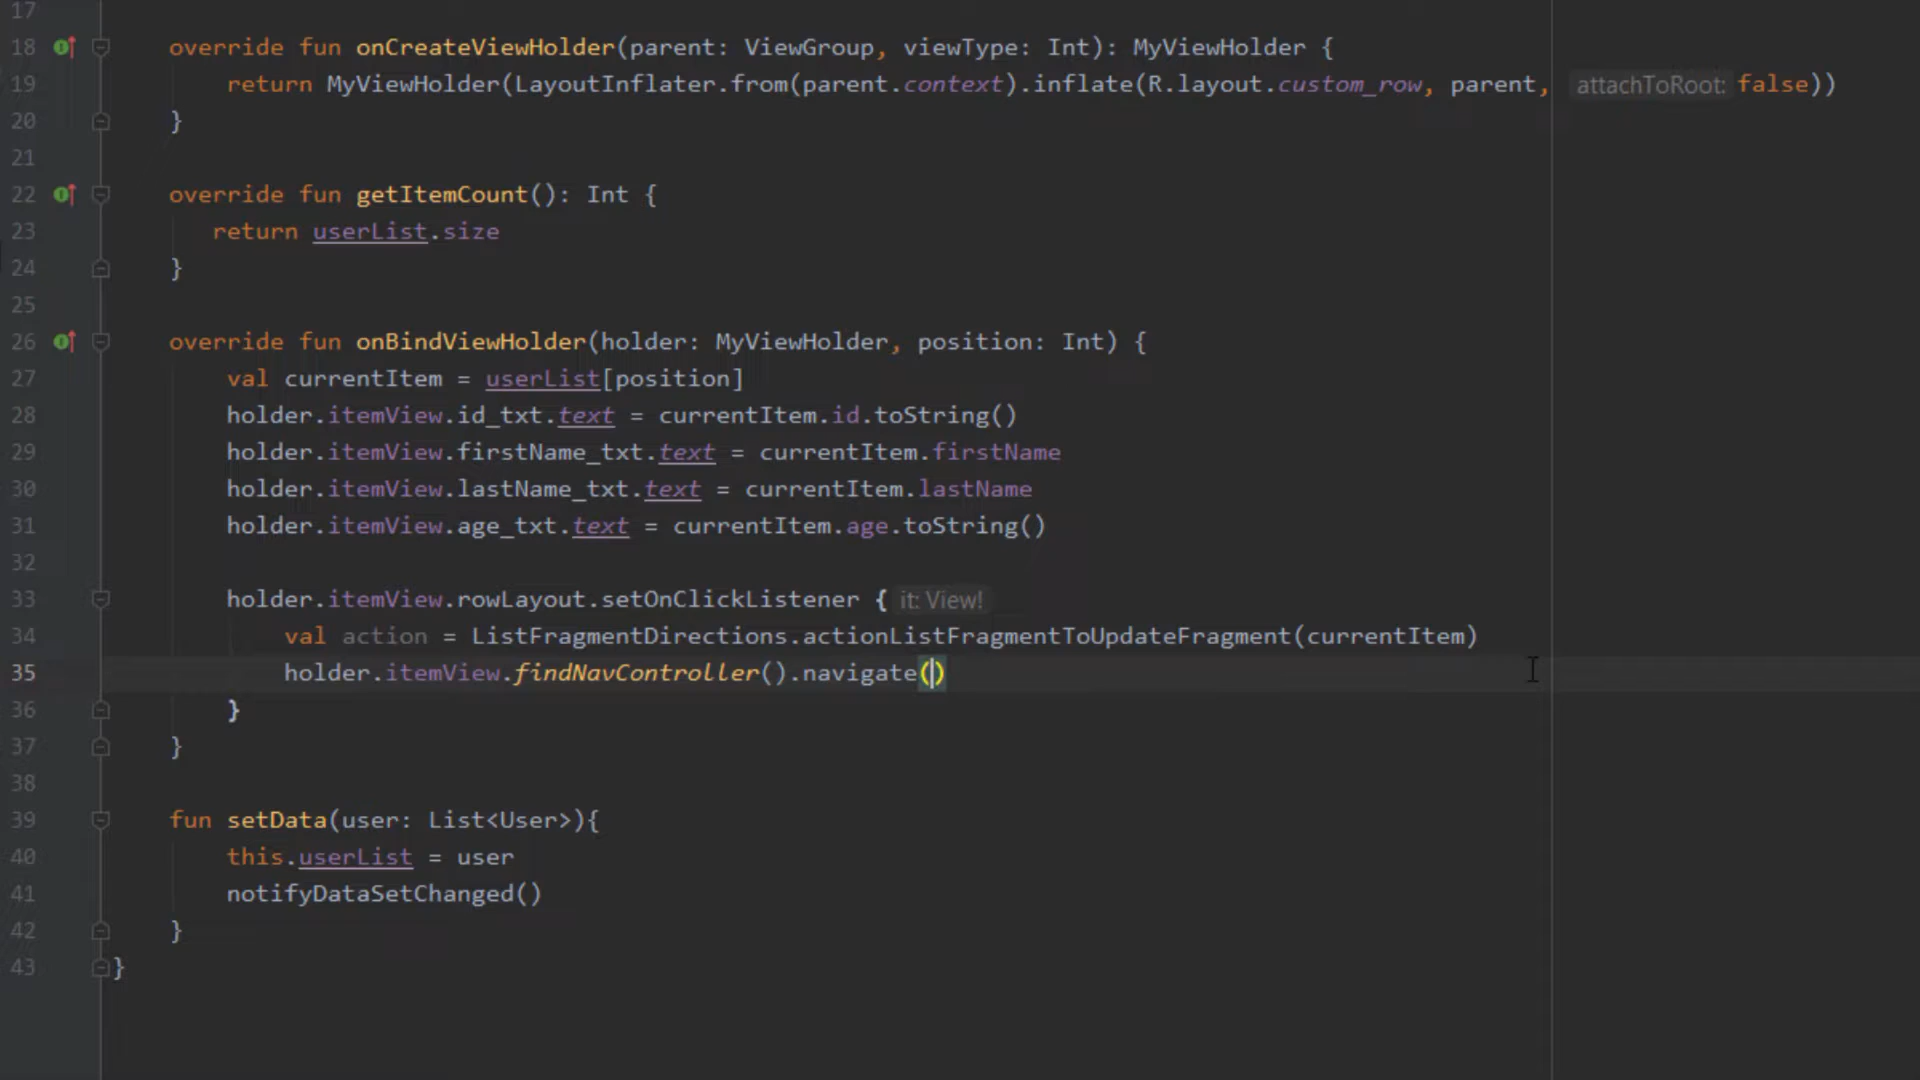 17
18 override fun onCreateViewHolder(parent: ViewGroup, viewType: Int): MyViewHolder {
19 return MyViewHolder(LayoutInflater.from(parent.context).inflate(R.layout.custom_row, parent, attachToRoot: false))
20 }
21
22 override fun getItemCount(): Int {
23 return userList.size
24 }
25
26 override fun onBindViewHolder(holder: MyViewHolder, position: Int) {
27 val currentItem = userList[position]
28 holder.itemView.id_txt.text = currentItem.id.toString()
29 holder.itemView.firstName_txt.text = currentItem.firstName
30 holder.itemView.lastName_txt.text = currentItem.lastName
31 holder.itemView.age_txt.text = currentItem.age.toString()
32
33 holder.itemView.rowLayout.setOnClickListener { it: View!
34 val action = ListFragmentDirections.actionListFragmentToUpdateFragment(currentItem)
35 holder.itemView.findNavController().navigate()
36 }
37 }
38
39 fun setData(user: List<User>){
40 this.userList = user
41 notifyDataSetChanged()
42 }
43 }